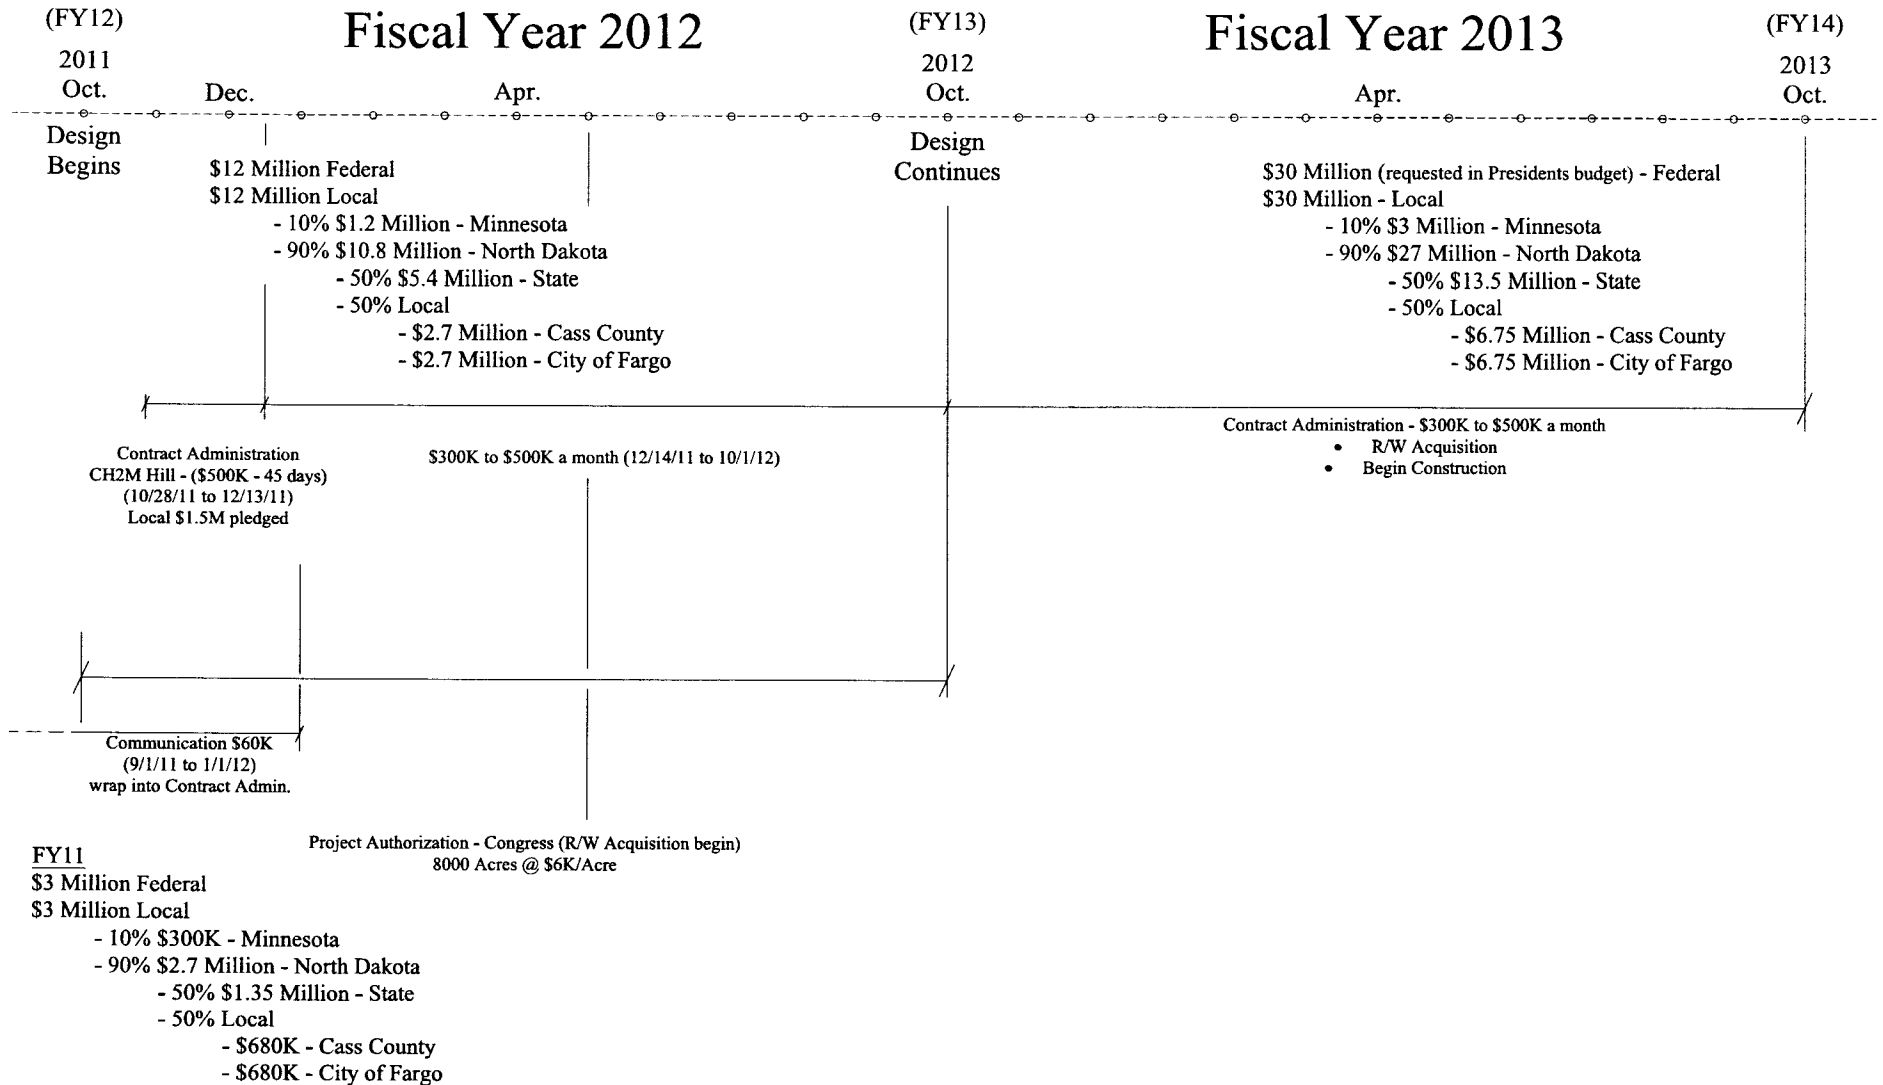 (FY12)
Fiscal Year 2012
(FY13)
Fiscal Year 2013
(FY14)
2011
2012
2013
Oct.
Dec.
Apr.
Oct.
Apr.
Oct.
Design
Begins
$12 Million Federal
$12 Million Local
- 10% $1.2 Million - Minnesota
- 90% $10.8 Million - North Dakota
- 50% $5.4 Million - State
- 50% Local
- $2.7 Million - Cass County
- $2.7 Million - City of Fargo
Design
Continues
$30 Million (requested in Presidents budget) - Federal
$30 Million - Local
- 10% $3 Million - Minnesota
- 90% $27 Million - North Dakota
- 50% $13.5 Million - State
- 50% Local
- $6.75 Million - Cass County
- $6.75 Million - City of Fargo
Contract Administration
CH2M Hill - ($500K - 45 days)
(10/28/11 to 12/13/11)
Local $1.5M pledged
$300K to $500K a month (12/14/11 to 10/1/12)
Contract Administration - $300K to $500K a month
• R/W Acquisition
• Begin Construction
Communication $60K
(9/1/11 to 1/1/12)
wrap into Contract Admin.
Project Authorization - Congress (R/W Acquisition begin)
8000 Acres @ $6K/Acre
FY11
$3 Million Federal
$3 Million Local
- 10% $300K - Minnesota
- 90% $2.7 Million - North Dakota
- 50% $1.35 Million - State
- 50% Local
- $680K - Cass County
- $680K - City of Fargo